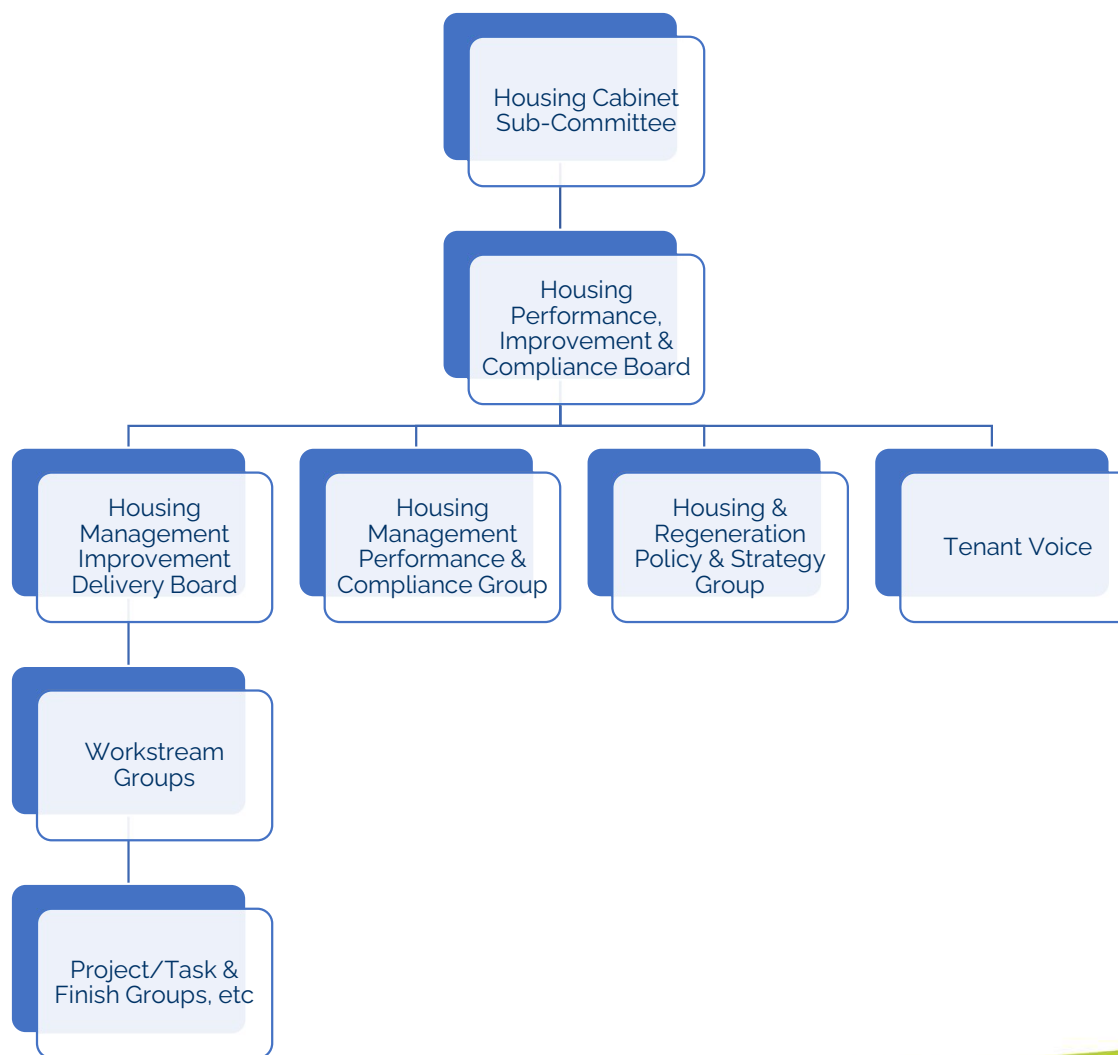 Housing Cabinet
Sub-Committee
Housing
Performance,
Improvement &
Compliance Board
Housing
Management
Improvement
Delivery Board
Housing
Management
Performance &
Compliance Group
Housing &
Regeneration
Policy & Strategy
Group
Tenant Voice
Workstream
Groups
Project/Task &
Finish Groups, etc